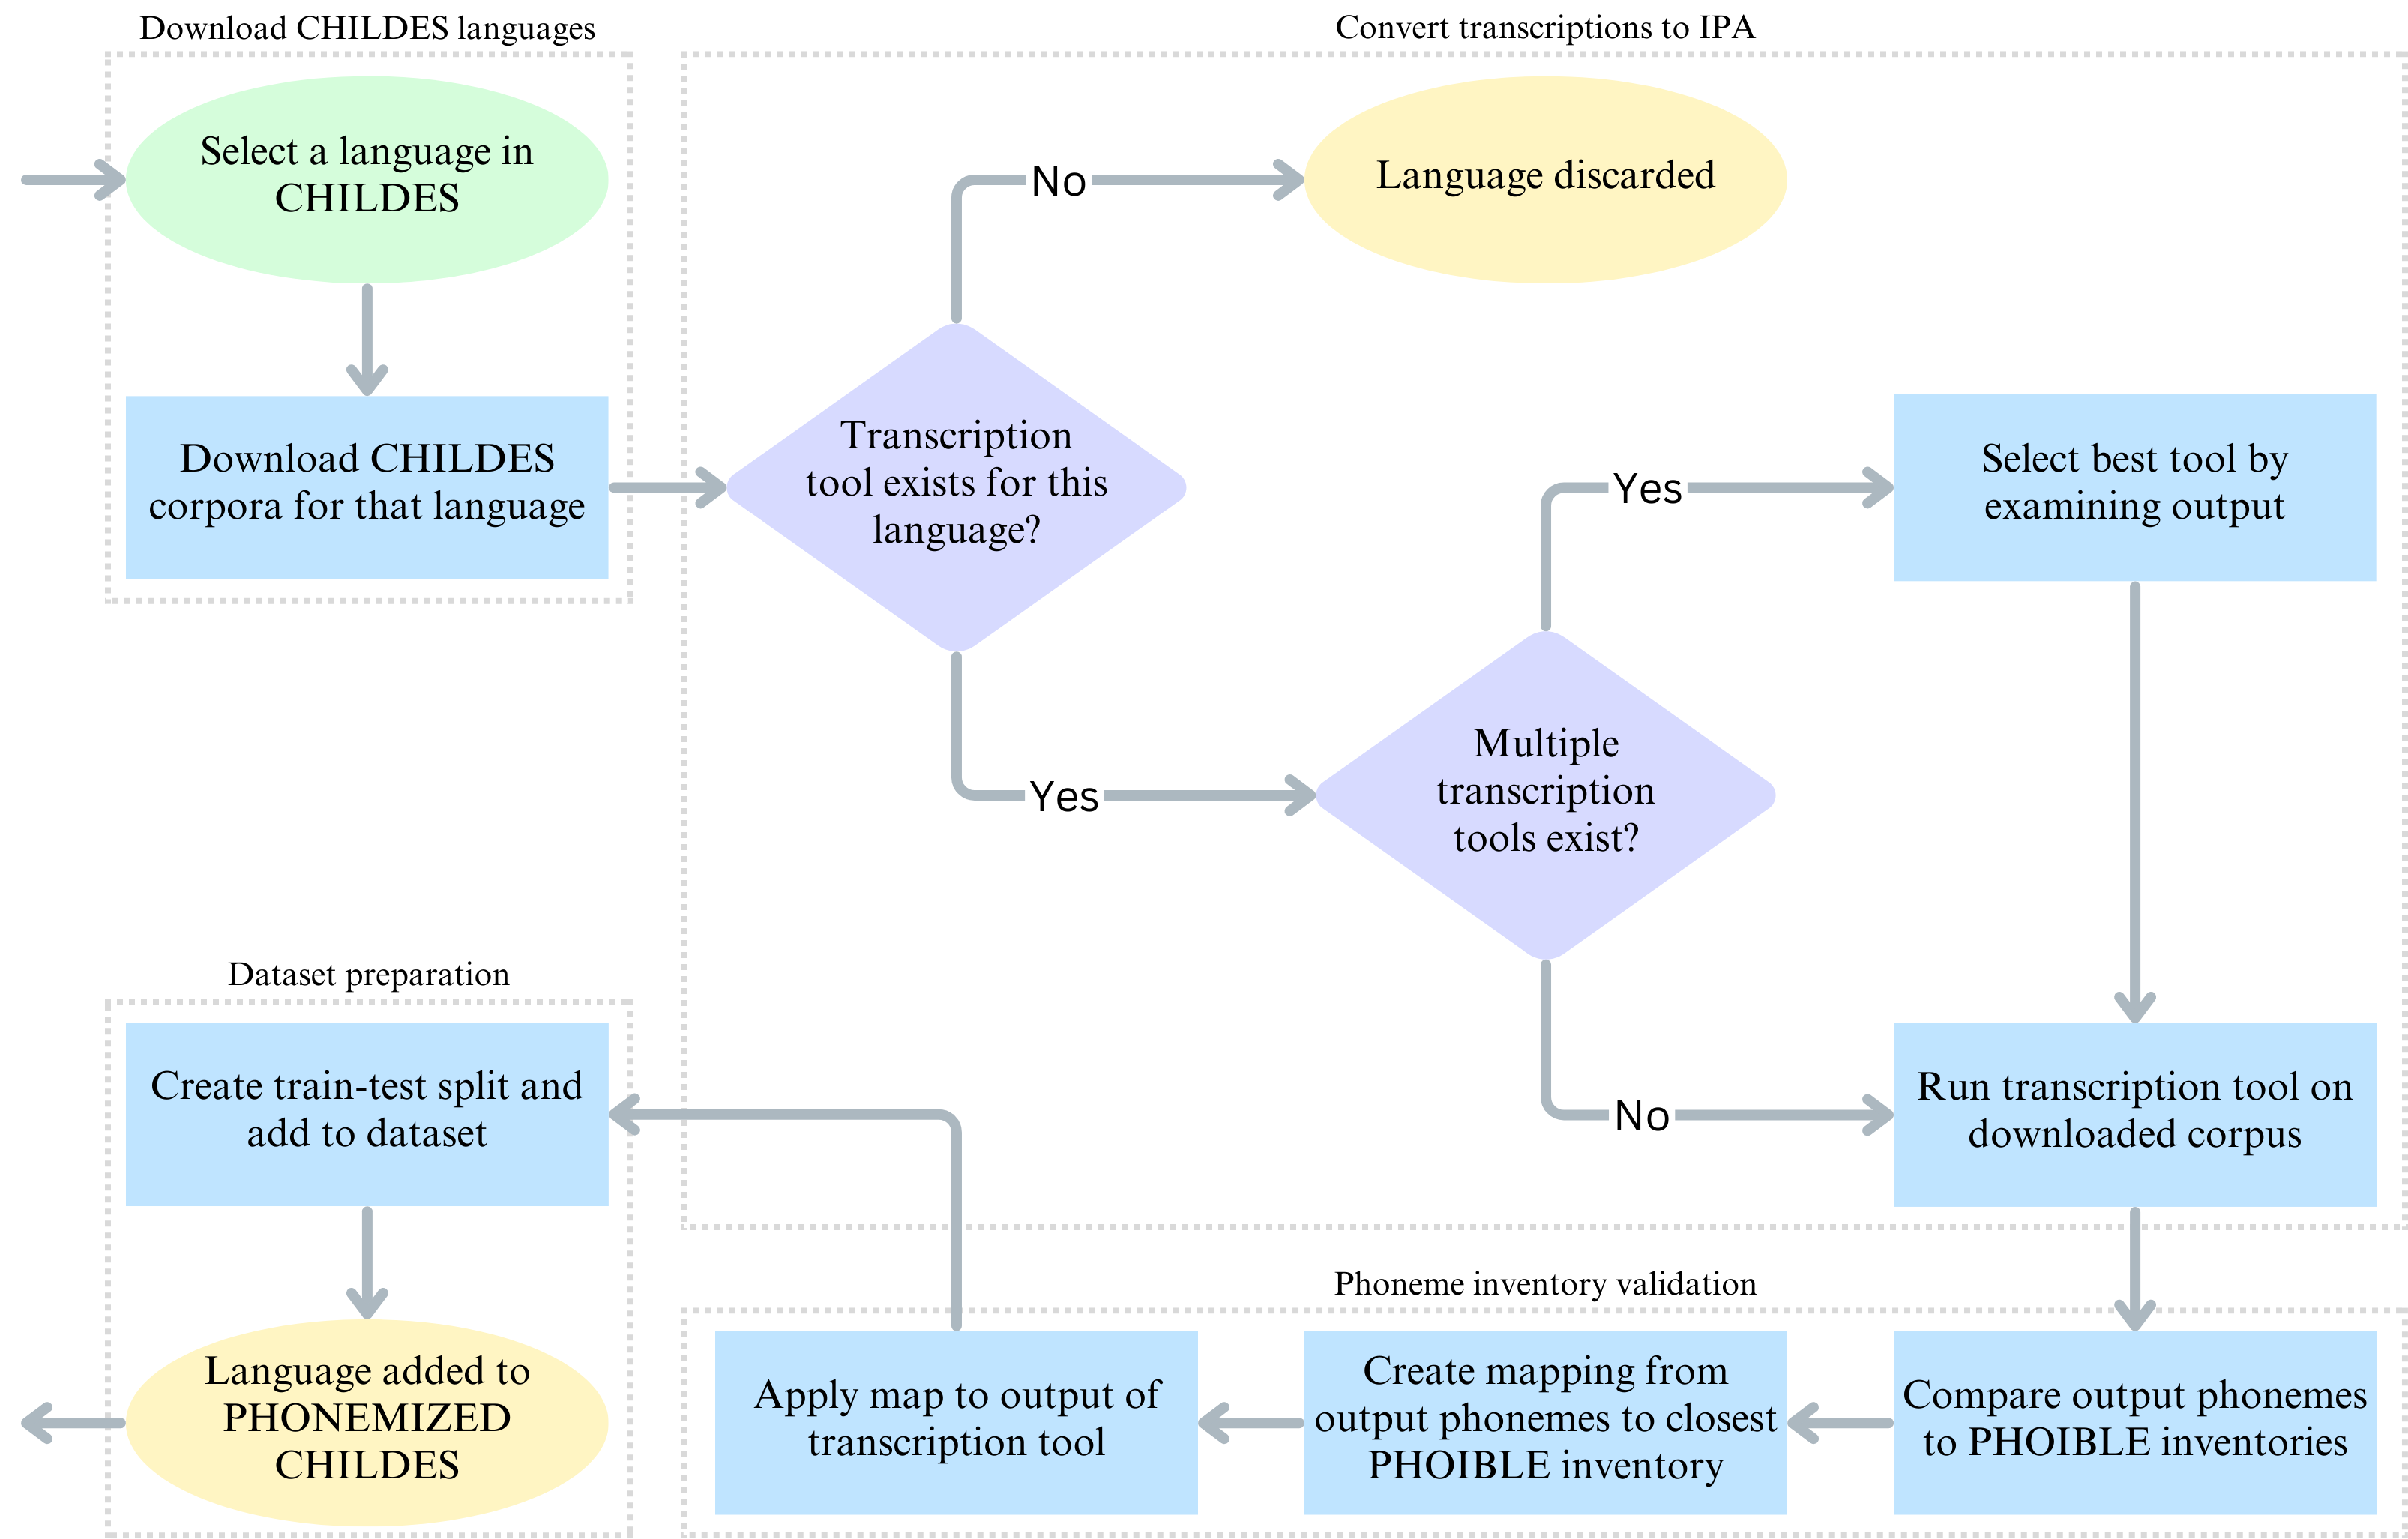 Download CHILDES languages
Select a language in
CHILDES
Download CHILDES
corpora for that language
Convert transcriptions to IPA
Transcription
tool exists for this
language?
No
Language discarded
Yes
Multiple
transcription
tools exist?
Yes
Select best tool by
examining output
No
Run transcription tool on
downloaded corpus
Phoneme inventory validation
Compare output phonemes
to PHOIBLE inventories
Create mapping from
output phonemes to closest
PHOIBLE inventory
Apply map to output of
transcription tool
Dataset preparation
Create train-test split and
add to dataset
Language added to
PHONEMIZED
CHILDES